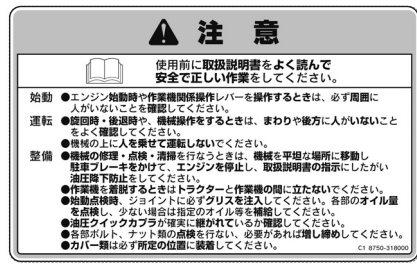 注 意
使用前に取扱説明書をよく読んで
安全で正しい作業をしてください。
始動 ●エンジン始動時や作業機関係操作レバーを操作するときは、必ず周囲に
人がいないことを確認してください。
運転 ●旋回時・後退時や、機械操作をするときは、まわりや後方に人がいないこと
をよく確認してください。
●機械の上に人を乗せて運転しないでください。
整備 ●機械の修理・点検・清掃を行なうときは、機械を平坦な場所に移動し
駐車ブレーキをかけて、エンジンを停止し、取扱説明書の指示にしたがい
油圧降下防止をしてください。
●作業機を着脱するときはトラクターと作業機の間に立たないでください。
●始動点検時、ジョイントに必ずグリスを注入してください。各部のオイル量
を点検し、少ない場合は指定のオイル等を補給してください。
●油圧クイックカプラが確実に継がれているか確認してください。
●各部ボルト、ナット類の点検を行ない、必要があれば増し締めしてください。
●カバー類は必ず所定の位置に装着してください。
C1 8750-318000